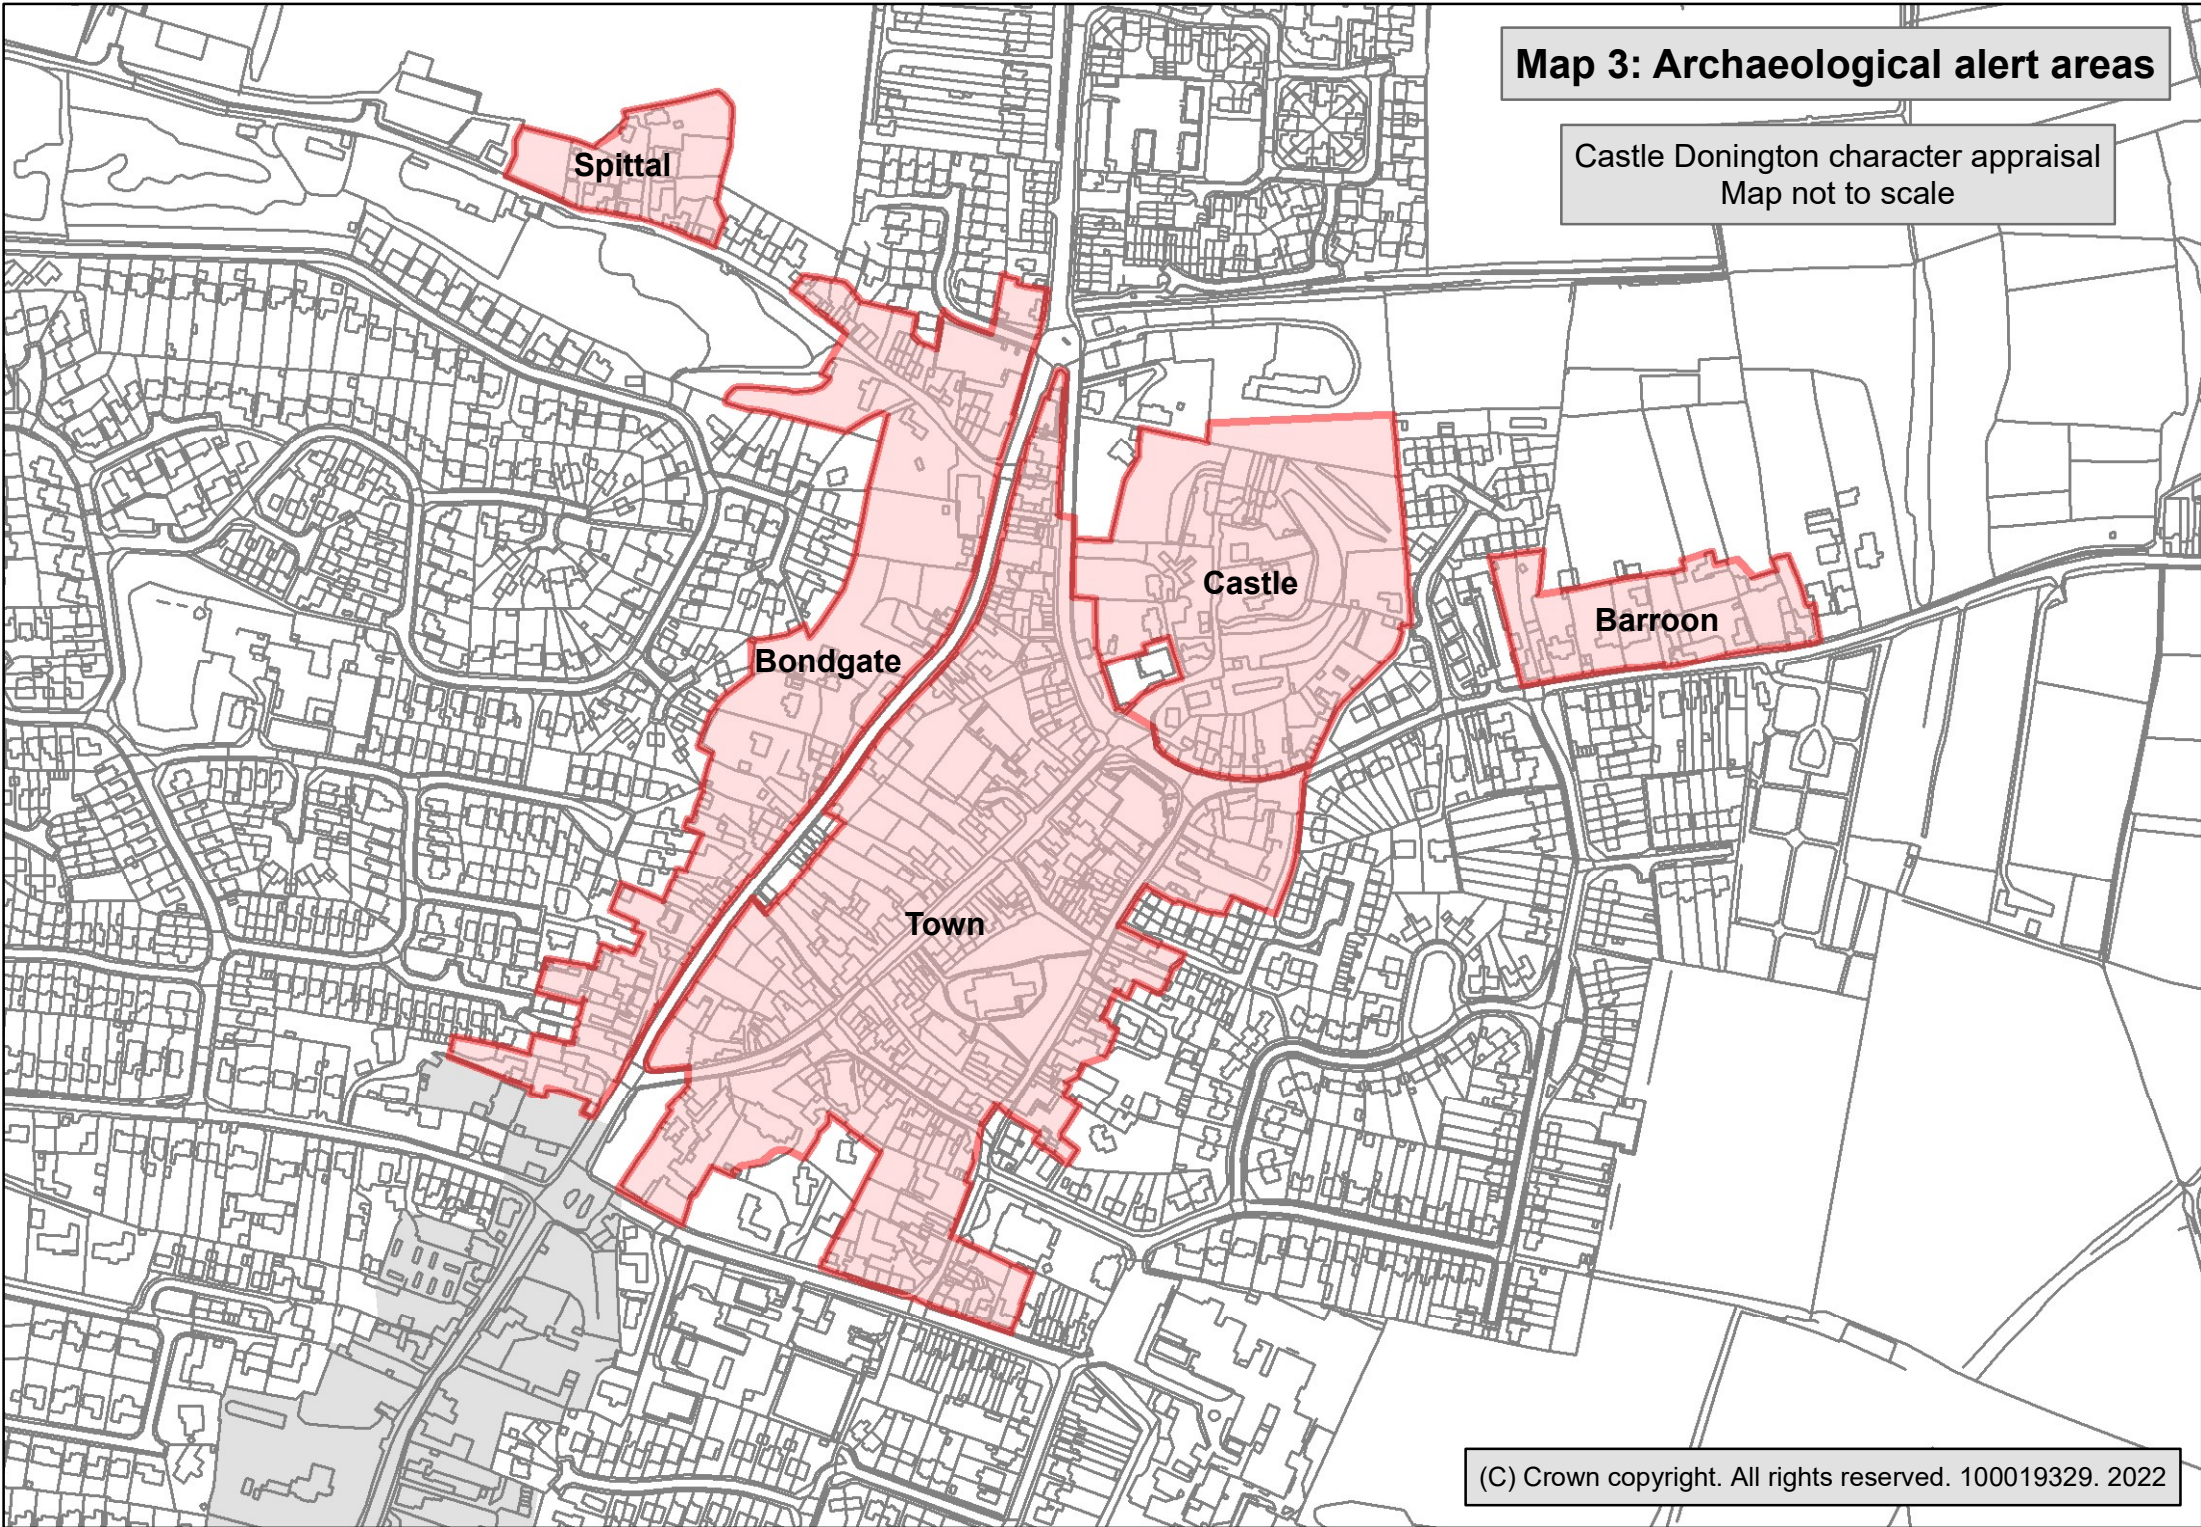 Map 3: Archaeological alert areas
Castle Donington character appraisal
Map not to scale
Spittal
Castle
Barroon
Bondgate
Town
(C) Crown copyright. All rights reserved. 100019329. 2022